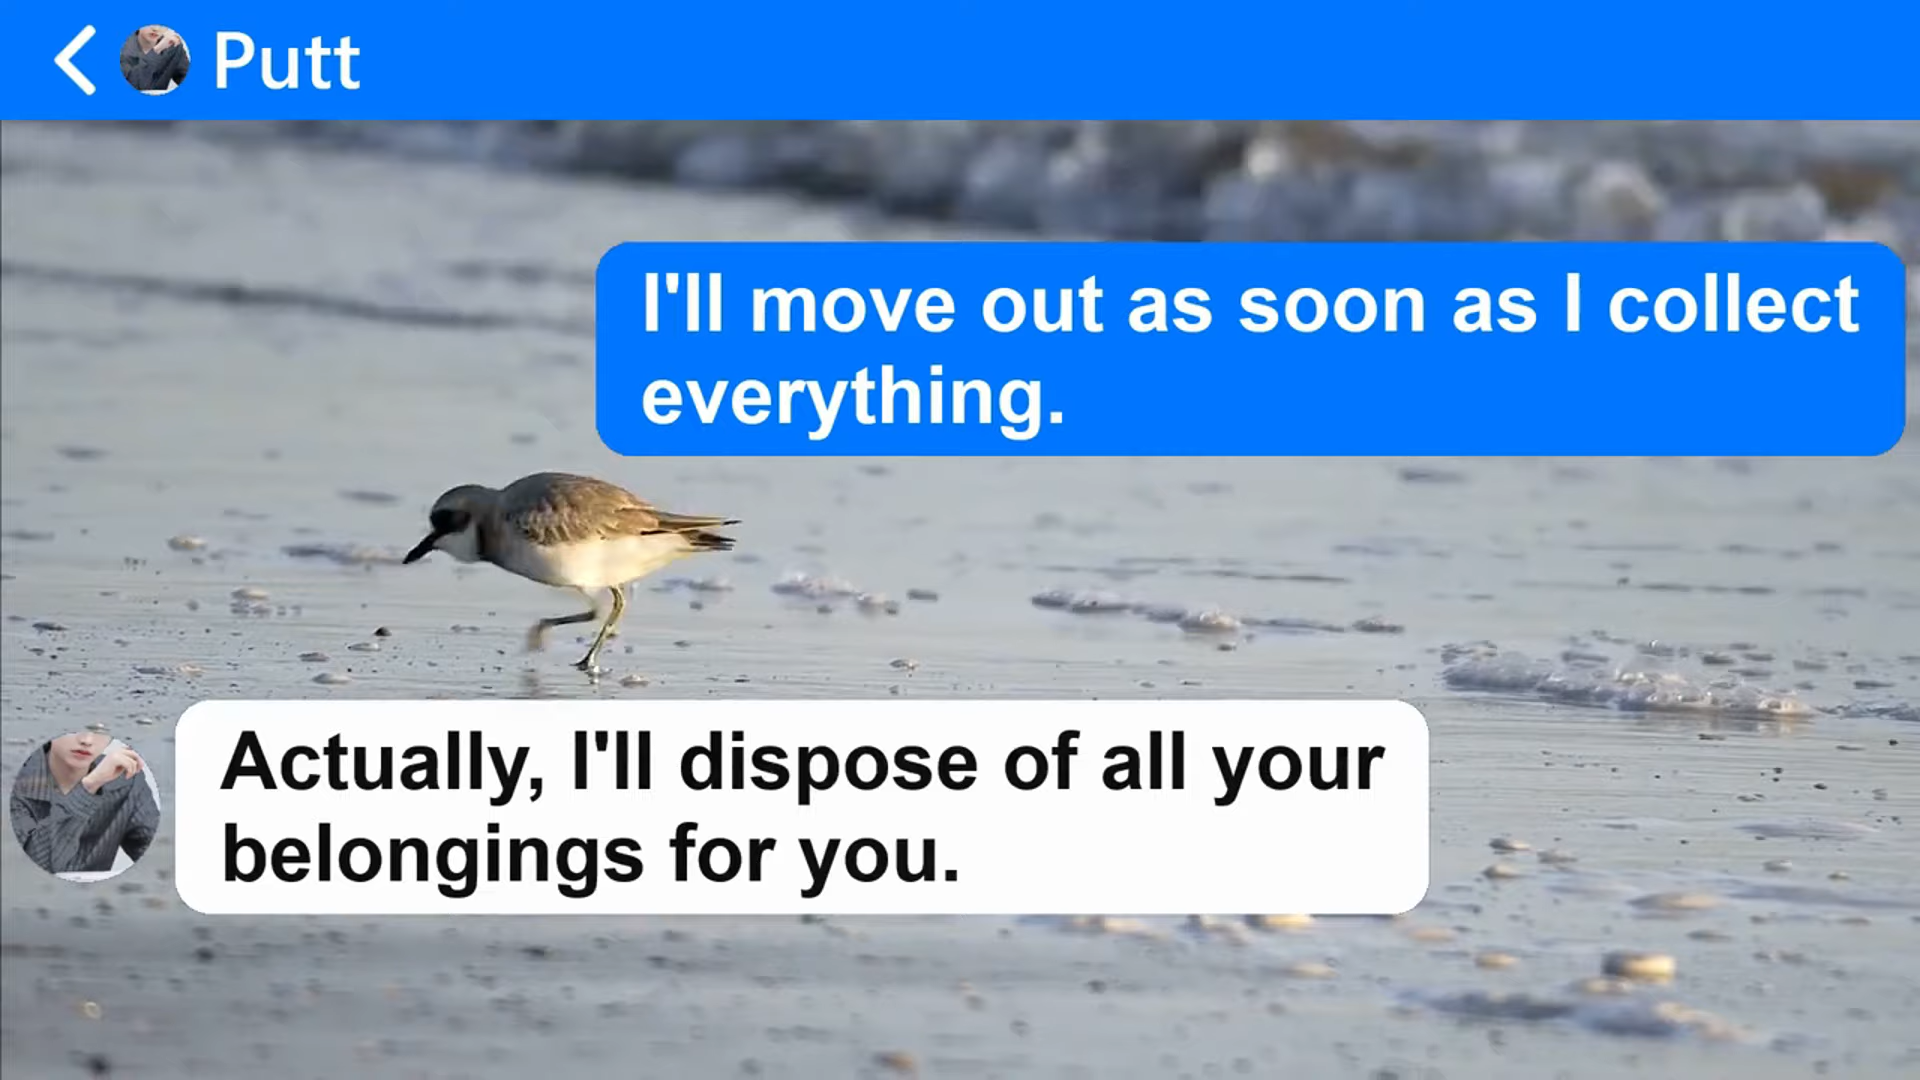 Putt
I'll move out as soon as I collect
everything.
Actually, I'll dispose of all your
belongings for you.